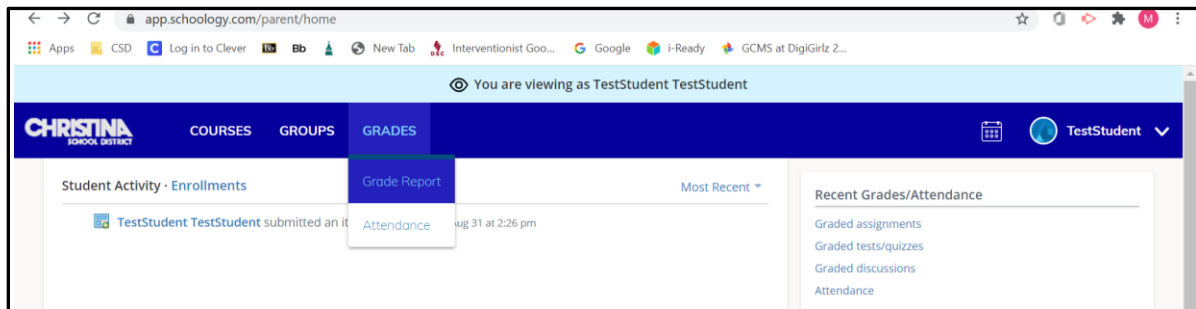 app.schoology.com/parent/home
M
Apps CSD C Log in to Clever Bb Bb New Tab OSC Interventionist Goo... G Google i-Ready GCMS at DigiGirlz 2...
You are viewing as TestStudent TestStudent
CHRISTINA SCHOOL DISTRICT COURSES GROUPS GRADES TestStudent
Student Activity · Enrollments Most Recent
Grade Report
TestStudent TestStudent submitted an it
Attendance
ug 31 at 2:26 pm
Recent Grades/Attendance
Graded assignments
Graded tests/quizzes
Graded discussions
Attendance